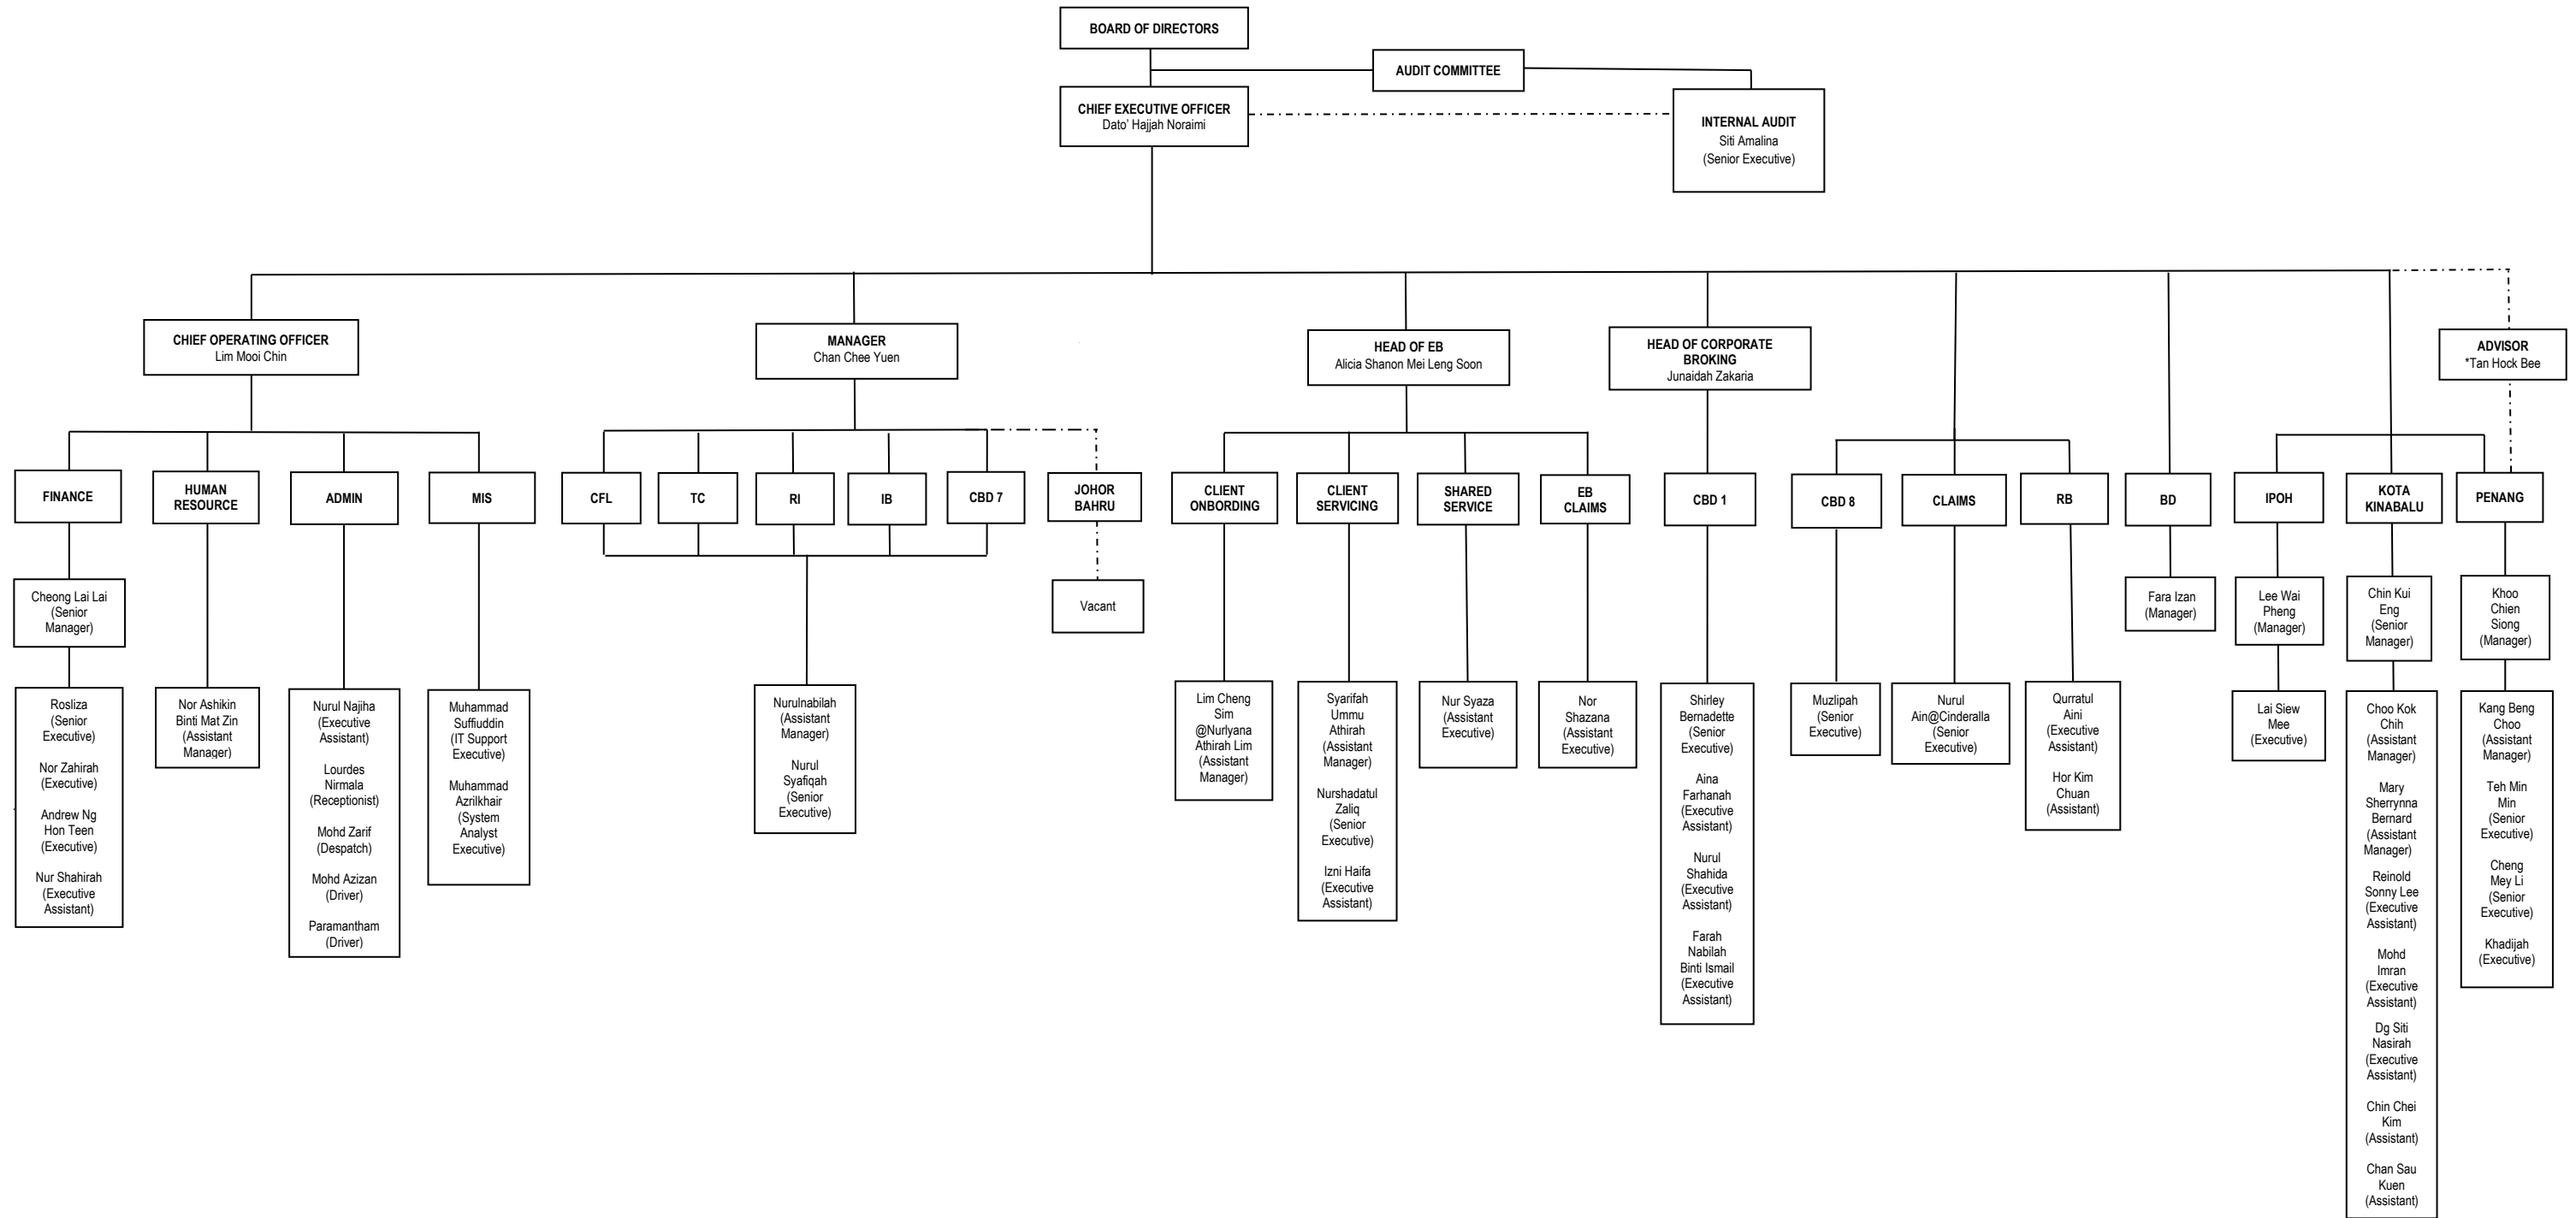 BOARD OF DIRECTORS
AUDIT COMMITTEE
CHIEF EXECUTIVE OFFICER
Dato' Hajjah Noraimi
INTERNAL AUDIT
Siti Amalina
(Senior Executive)
CHIEF OPERATING OFFICER
Lim Mooi Chin
MANAGER
Chan Chee Yuen
HEAD OF EB
Alicia Shanon Mei Leng Soon
HEAD OF CORPORATE
BROKING
Junaidah Zakaria
ADVISOR
*Tan Hock Bee
FINANCE
HUMAN
RESOURCE
ADMIN
MIS
CFL
TC
RI
IB
CBD 7
JOHOR
BAHRU
CLIENT
ONBORDING
CLIENT
SERVICING
SHARED
SERVICE
EB
CLAIMS
CBD 1
CBD 8
CLAIMS
RB
BD
IPOH
KOTA
KINABALU
PENANG
Cheong Lai Lai
(Senior
Manager)
Vacant
Fara Izan
(Manager)
Lee Wai
Pheng
(Manager)
Chin Kui
Eng
(Senior
Manager)
Khoo
Chien
Siong
(Manager)
Rosliza
(Senior
Executive)
Nor Zahirah
(Executive)
Andrew Ng
Hon Teen
(Executive)
Nur Shahirah
(Executive
Assistant)
Nor Ashikin
Binti Mat Zin
(Assistant
Manager)
Nurul Najiha
(Executive
Assistant)
Lourdes
Nirmala
(Receptionist)
Mohd Zarif
(Despatch)
Mohd Azizan
(Driver)
Paramantham
(Driver)
Muhammad
Suffiuddin
(IT Support
Executive)
Muhammad
Azrilkhair
(System
Analyst
Executive)
Nurulnabilah
(Assistant
Manager)
Nurul
Syafiqah
(Senior
Executive)
Lim Cheng
Sim
@Nurlyana
Athirah Lim
(Assistant
Manager)
Syarifah
Ummu
Athirah
(Assistant
Manager)
Nurshadatul
Zaliq
(Senior
Executive)
Izni Haifa
(Executive
Assistant)
Nur Syaza
(Assistant
Executive)
Nor
Shazana
(Assistant
Executive)
Shirley
Bernadette
(Senior
Executive)
Aina
Farhanah
(Executive
Assistant)
Nurul
Shahida
(Executive
Assistant)
Farah
Nabilah
Binti Ismail
(Executive
Assistant)
Muzlipah
(Senior
Executive)
Nurul
Ain@Cinderalla
(Senior
Executive)
Qurratul
Aini
(Executive
Assistant)
Hor Kim
Chuan
(Assistant)
Lai Siew
Mee
(Executive)
Choo Kok
Chih
(Assistant
Manager)
Mary
Sherrynna
Bernard
(Assistant
Manager)
Reinold
Sonny Lee
(Executive
Assistant)
Mohd
Imran
(Executive
Assistant)
Dg Siti
Nasirah
(Executive
Assistant)
Chin Chei
Kim
(Assistant)
Chan Sau
Kuen
(Assistant)
Kang Beng
Choo
(Assistant
Manager)
Teh Min
Min
(Senior
Executive)
Cheng
Mey Li
(Senior
Executive)
Khadijah
(Executive)